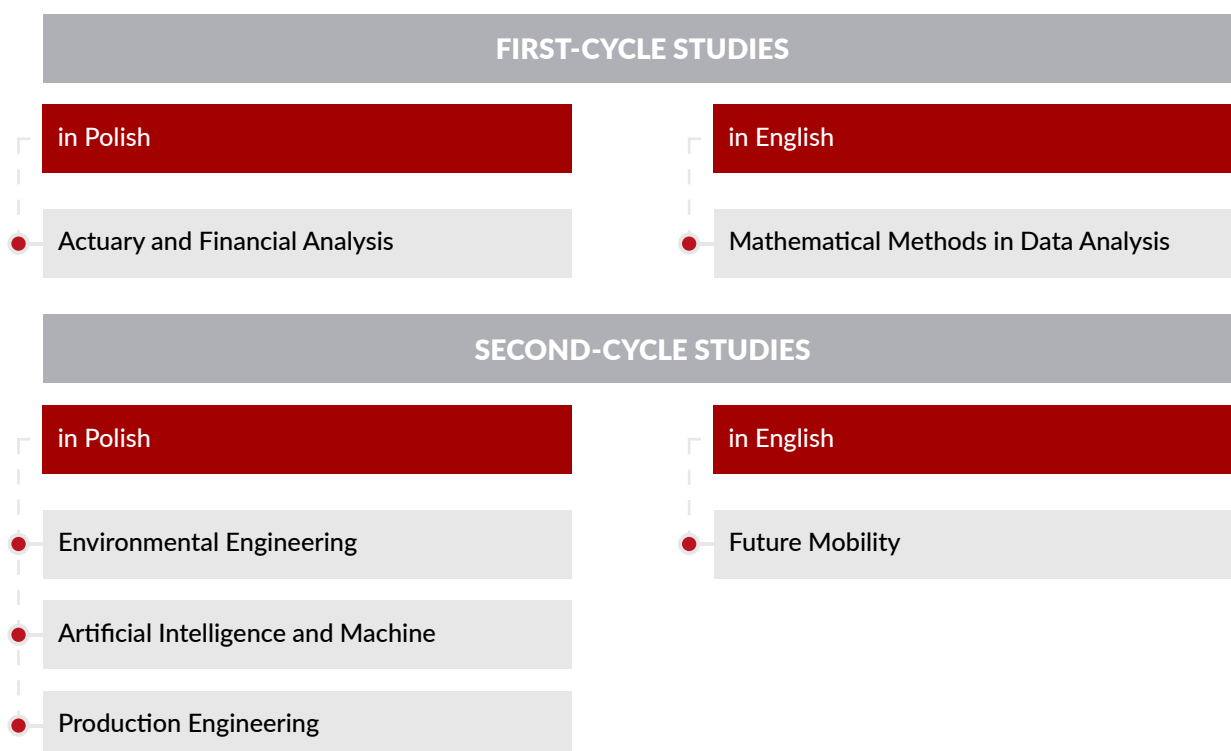 FIRST-CYCLE STUDIES
in Polish
Actuary and Financial Analysis
in English
Mathematical Methods in Data Analysis
SECOND-CYCLE STUDIES
in Polish
Environmental Engineering
Artificial Intelligence and Machine
Production Engineering
in English
Future Mobility